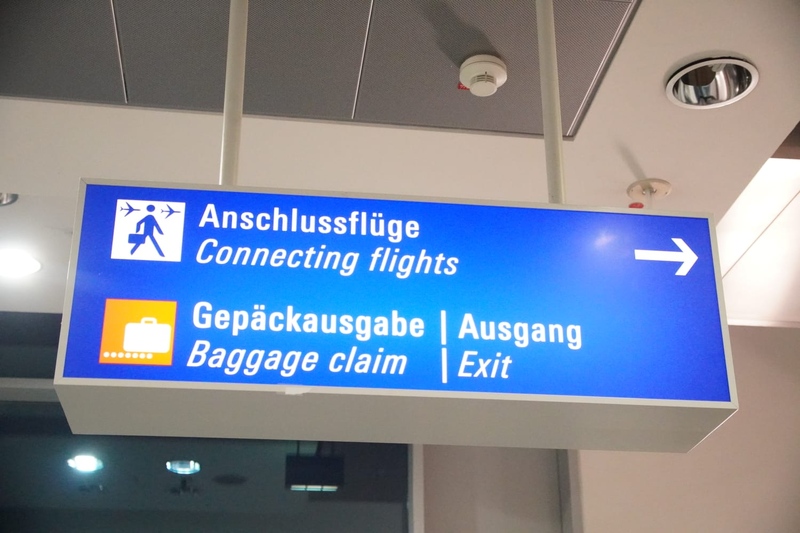 Anschlussflüge
Connecting flights
Gepäckausgabe | Ausgang
Baggage claim | Exit